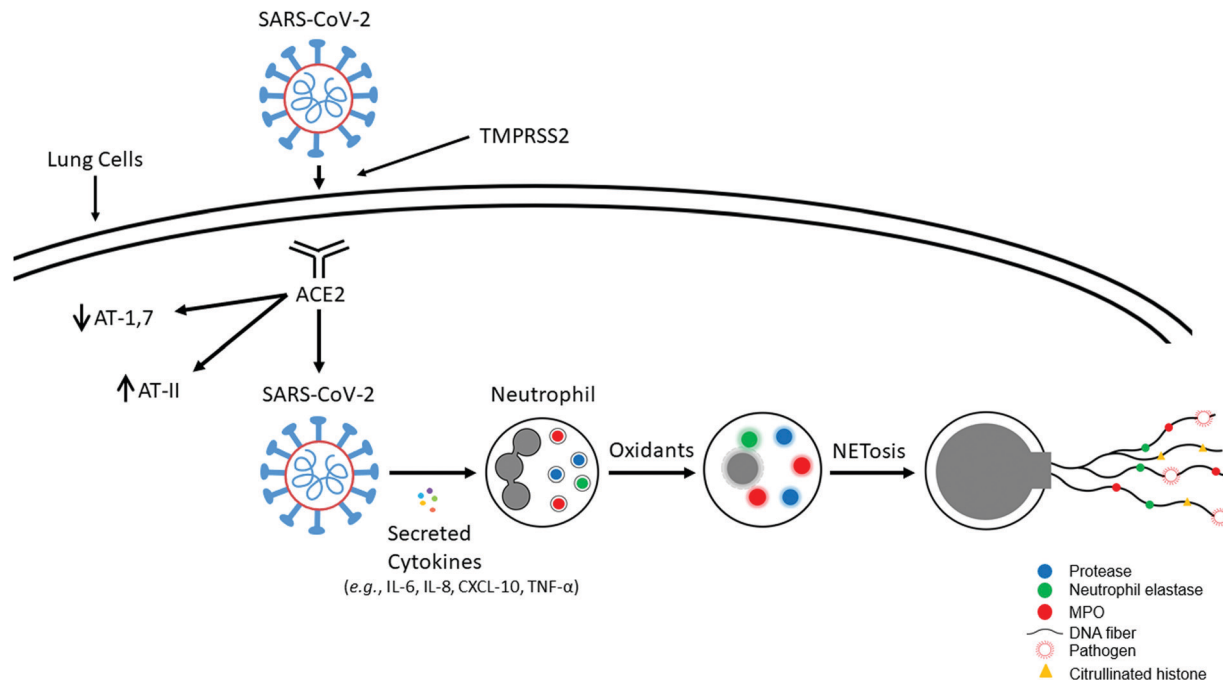 SARS-CoV-2
TMPRSS2
Lung Cells
ACE2
AT-1,7
AT-II
SARS-CoV-2
Neutrophil
Oxidants
NETosis
Secreted
Cytokines
(e.g., IL-6, IL-8, CXCL-10, TNF-α)
Protease
Neutrophil elastase
MPO
DNA fiber
Pathogen
Citrullinated histone